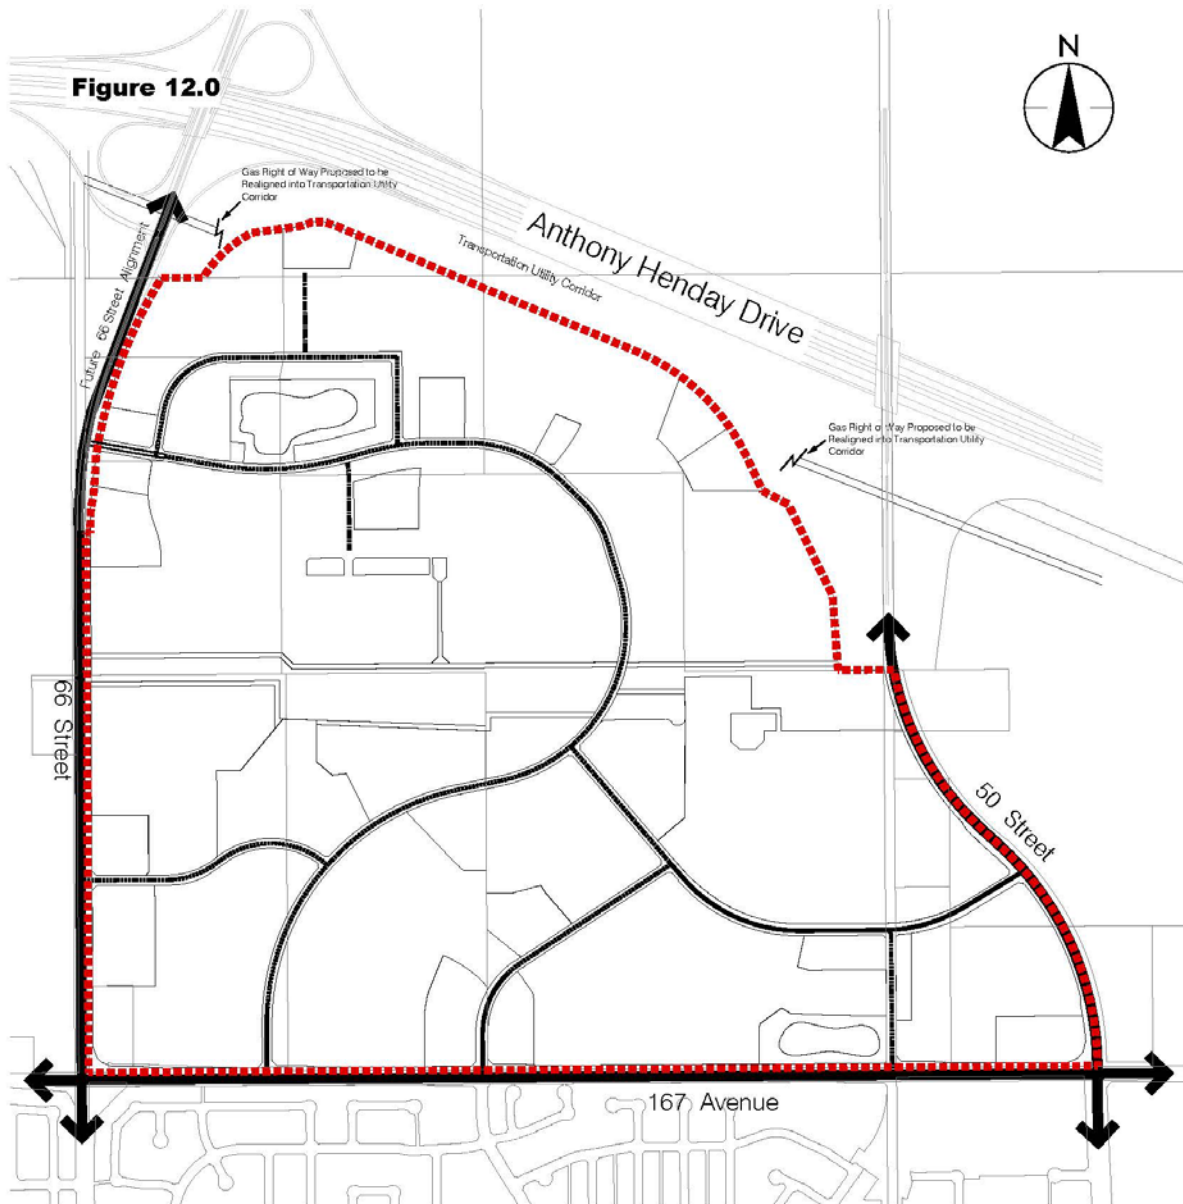 N
Figure 12.0
Gas Right of Way Proposed to be
Realigned into Transportation Utility
Corridor
Anthony Henday Drive
Transportation Utility Corridor
Future 66 Street Alignment
Gas Right of Way Proposed to be
Realigned into Transportation Utility
Corridor
66 Street
50 Street
167 Avenue